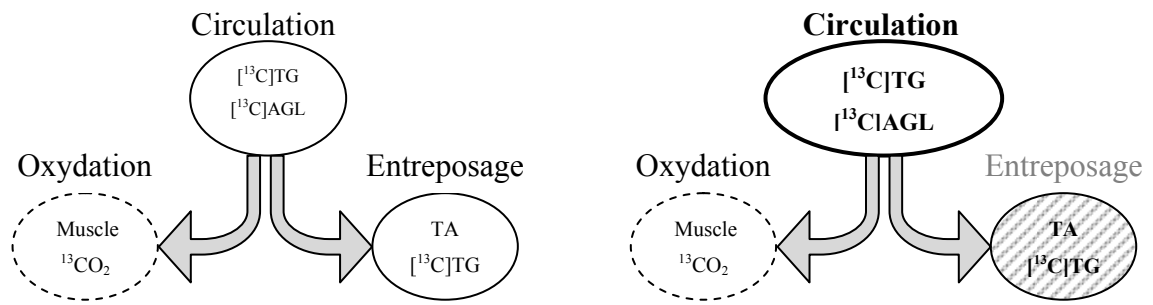 Circulation
[¹³C]TG
[¹³C]AGL
Oxydation
Entreposage
Muscle
¹³CO₂
TA
[¹³C]TG
Circulation
[¹³C]TG
[¹³C]AGL
Oxydation
Entreposage
Muscle
¹³CO₂
TA
[¹³C]TG